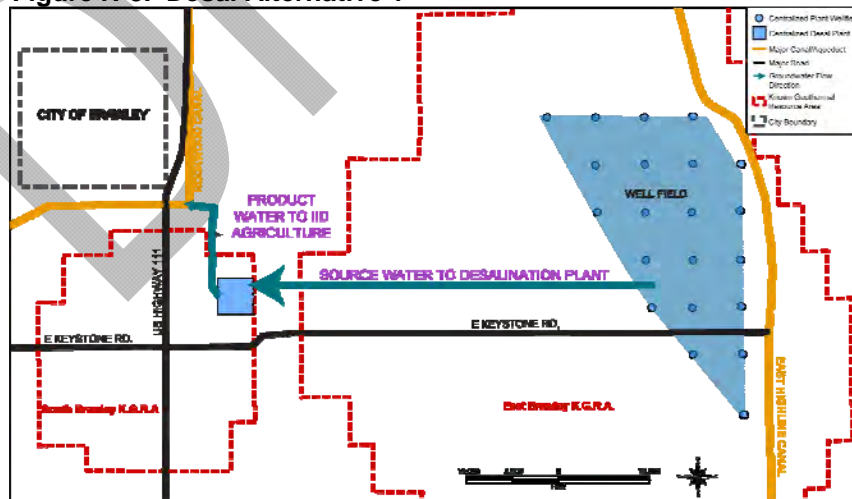 Desal Alternative 1
Centralized Plant Wellfield
Centralized Desal Plant
Major Canal/Aqueduct
Major Road
Groundwater Flow
Direction
Known Geothermal
Resource Area
City Boundary
CITY OF BRAWLEY
PRODUCT
WATER TO IID
AGRICULTURE
WELL FIELD
SOURCE WATER TO DESALINATION PLANT
US HIGHWAY 111
E KEYSTONE RD.
E KEYSTONE RD.
South Brawley K.G.R.A.
East Brawley K.G.R.A.
EAST HIGHLINE CANAL